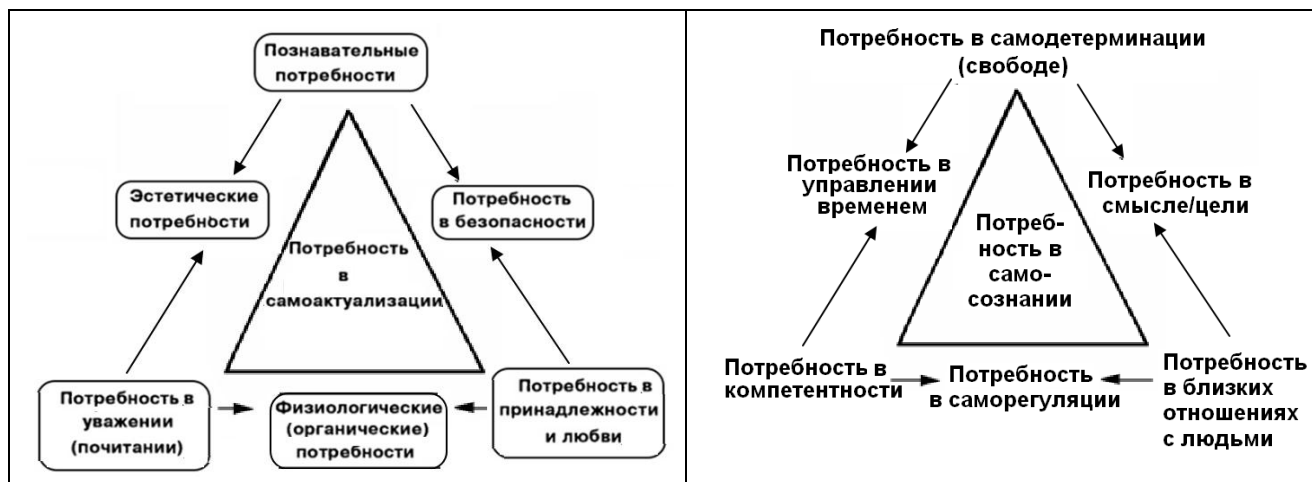 Познавательные
потребности
Эстетические
потребности
Потребность
в безопасности
Потребность
в
самоактуализации
Потребность в
уважении
(почитании)
Физиологические
(органические)
потребности
Потребность в
принадлежности
и любви
Потребность в самодетерминации
(свободе)
Потребность в
управлении
временем
Потребность в
смысле/цели
Потреб-
ность в
само-
сознании
Потребность в
компетентности
Потребность
в саморегуляции
Потребность
в близких
отношениях
с людьми